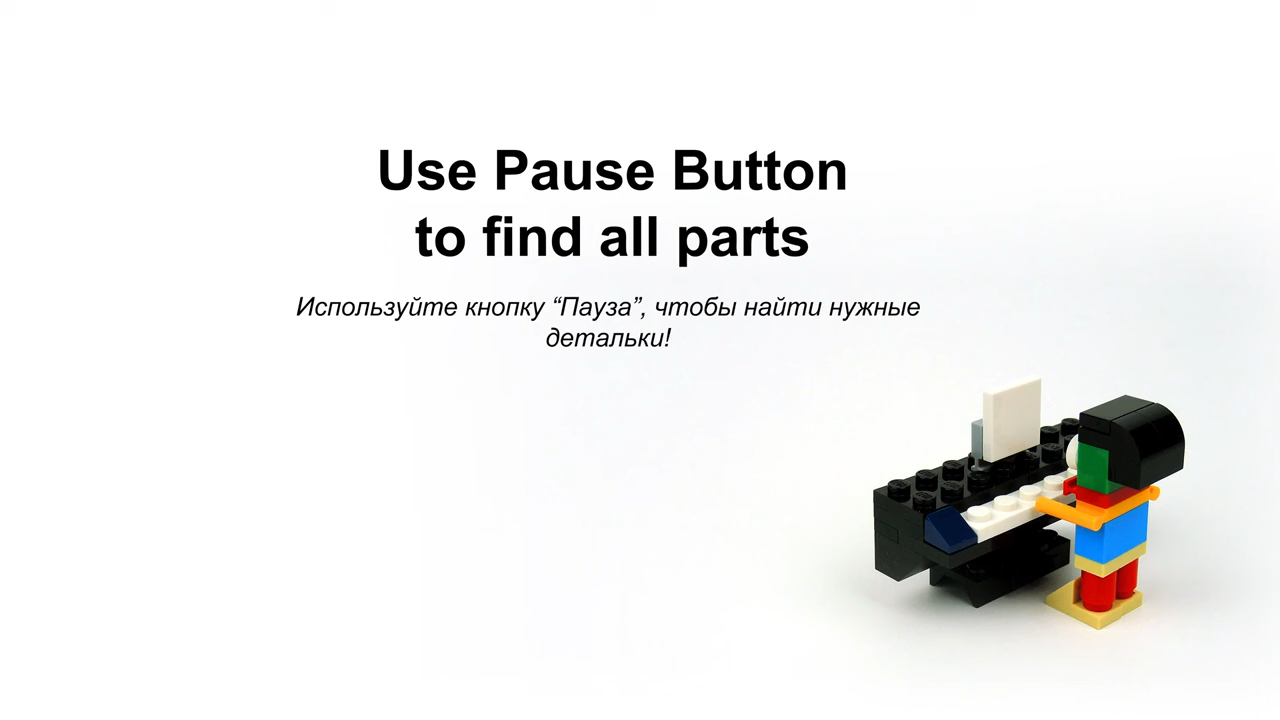 Use Pause Button
to find all parts
Используйте кнопку “Пауза”, чтобы найти нужные
детальки!